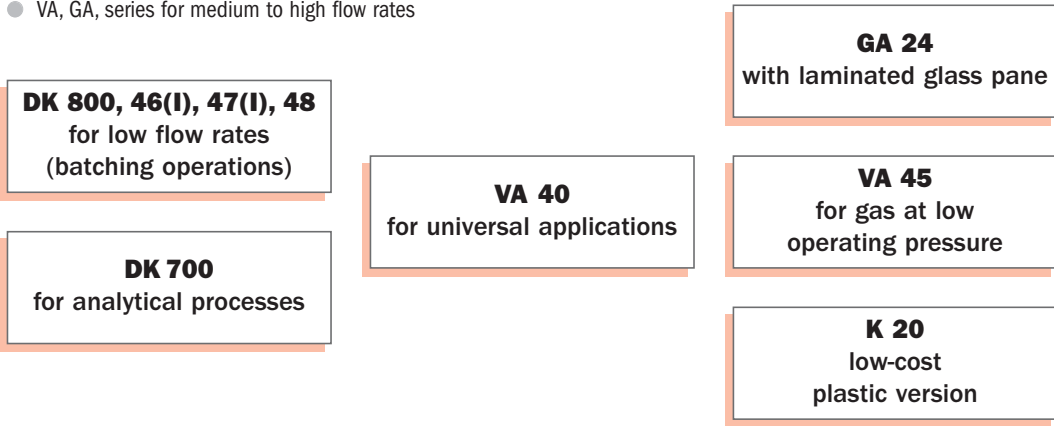 VA, GA, series for medium to high flow rates
DK 800, 46(I), 47(I), 48
for low flow rates
(batching operations)
DK 700
for analytical processes
VA 40
for universal applications
GA 24
with laminated glass pane
VA 45
for gas at low
operating pressure
K 20
low-cost
plastic version